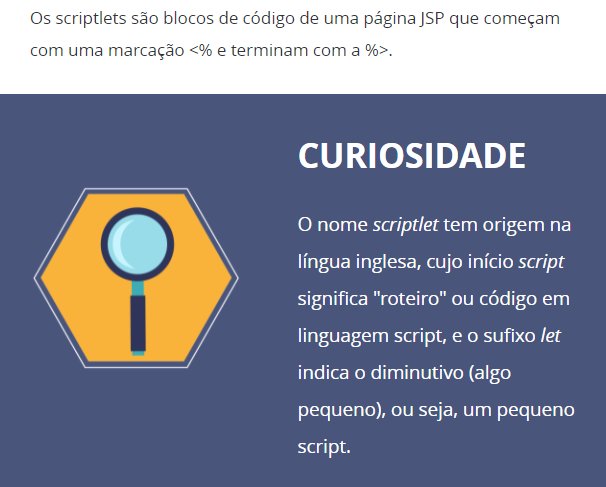 Os scriptlets são blocos de código de uma página JSP que começam
com uma marcação <% e terminam com a %>.
CURIOSIDADE
O nome scriptlet tem origem na
língua inglesa, cujo início script
significa "roteiro" ou código em
linguagem script, e o sufixo let
indica o diminutivo (algo
pequeno), ou seja, um pequeno
script.